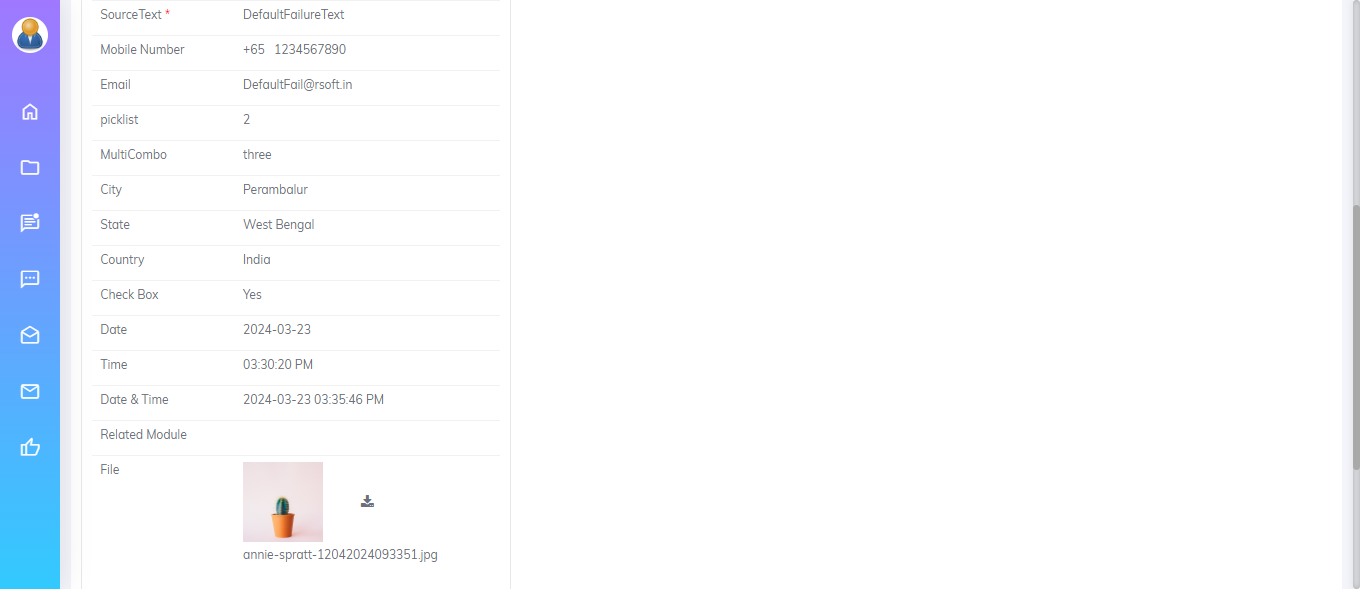 SourceText * DefaultFailureText
Mobile Number +65 1234567890
Email DefaultFail@rsoft.in
picklist 2
MultiCombo three
City Perambalur
State West Bengal
Country India
Check Box Yes
Date 2024-03-23
Time 03:30:20 PM
Date & Time 2024-03-23 03:35:46 PM
Related Module
File
annie-spratt-12042024093351.jpg